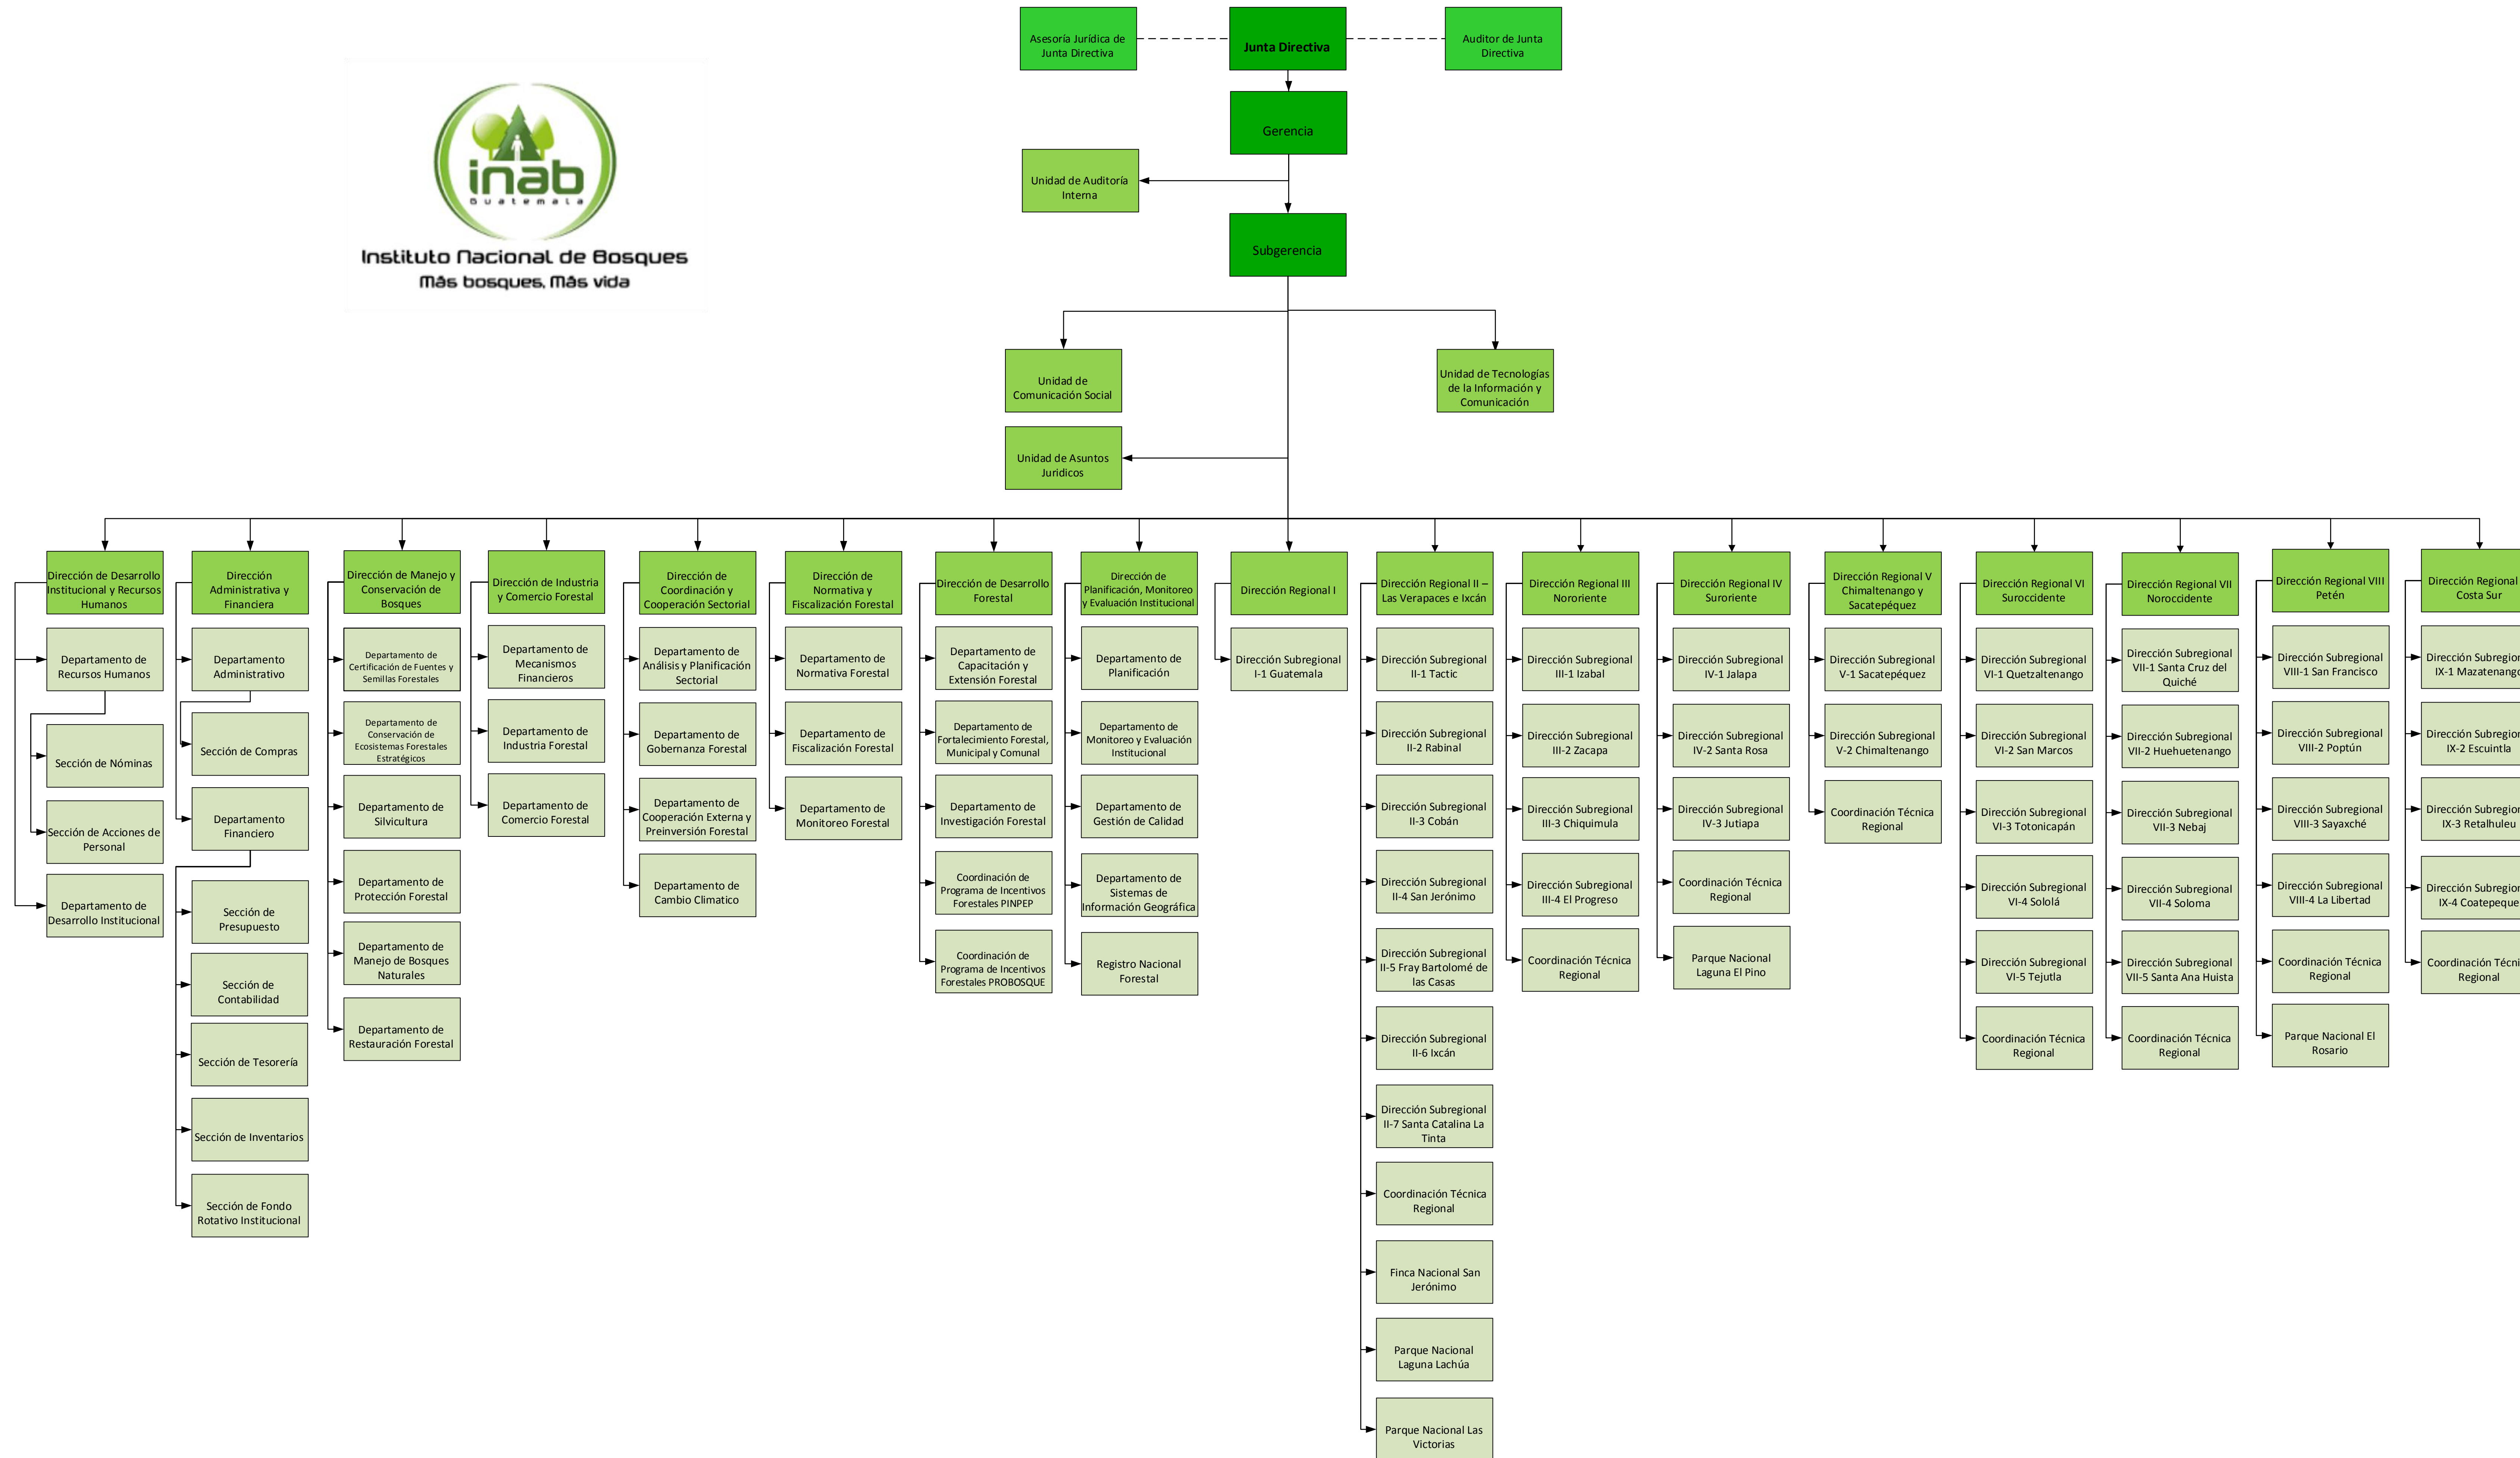 Asesoría Jurídica de
Junta Directiva
Junta Directiva
Auditor de Junta
Directiva
Gerencia
Unidad de Auditoría
Interna
Subgerencia
inab
Guatemala
Instituto Nacional de Bosques
Más bosques, Más vida
Unidad de
Comunicación Social
Unidad de Tecnologías
de la Información y
Comunicación
Unidad de Asuntos
Juridicos
Dirección de Desarrollo
Institucional y Recursos
Humanos
Departamento de
Recursos Humanos
Sección de Nóminas
Sección de Acciones de
Personal
Departamento de
Desarrollo Institucional
Dirección
Administrativa y
Financiera
Departamento
Administrativo
Sección de Compras
Departamento
Financiero
Sección de
Presupuesto
Sección de
Contabilidad
Sección de Tesorería
Sección de Inventarios
Sección de Fondo
Rotativo Institucional
Dirección de Manejo y
Conservación de
Bosques
Departamento de
Certificación de Fuentes y
Semillas Forestales
Departamento de
Conservación de
Ecosistemas Forestales
Estratégicos
Departamento de
Silvicultura
Departamento de
Protección Forestal
Departamento de
Manejo de Bosques
Naturales
Departamento de
Restauración Forestal
Dirección de Industria
y Comercio Forestal
Departamento de
Mecanismos
Financieros
Departamento de
Industria Forestal
Departamento de
Comercio Forestal
Dirección de
Coordinación y
Cooperación Sectorial
Departamento de
Análisis y Planificación
Sectorial
Departamento de
Gobernanza Forestal
Departamento de
Cooperación Externa y
Preinversión Forestal
Departamento de
Cambio Climatico
Dirección de
Normativa y
Fiscalización Forestal
Departamento de
Normativa Forestal
Departamento de
Fiscalización Forestal
Departamento de
Monitoreo Forestal
Dirección de Desarrollo
Forestal
Departamento de
Capacitación y
Extensión Forestal
Departamento de
Fortalecimiento Forestal,
Municipal y Comunal
Departamento de
Investigación Forestal
Coordinación de
Programa de Incentivos
Forestales PINPEP
Coordinación de
Programa de Incentivos
Forestales PROBOSQUE
Dirección de
Planificación, Monitoreo
y Evaluación Institucional
Departamento de
Planificación
Departamento de
Monitoreo y Evaluación
Institucional
Departamento de
Gestión de Calidad
Departamento de
Sistemas de
Información Geográfica
Registro Nacional
Forestal
Dirección Regional I
Dirección Subregional
I-1 Guatemala
Dirección Regional II –
Las Verapaces e Ixcán
Dirección Subregional
II-1 Tactic
Dirección Subregional
II-2 Rabinal
Dirección Subregional
II-3 Cobán
Dirección Subregional
II-4 San Jerónimo
Dirección Subregional
II-5 Fray Bartolomé de
las Casas
Dirección Subregional
II-6 Ixcán
Dirección Subregional
II-7 Santa Catalina La
Tinta
Coordinación Técnica
Regional
Finca Nacional San
Jerónimo
Parque Nacional
Laguna Lachúa
Parque Nacional Las
Victorias
Dirección Regional III
Nororiente
Dirección Subregional
III-1 Izabal
Dirección Subregional
III-2 Zacapa
Dirección Subregional
III-3 Chiquimula
Dirección Subregional
III-4 El Progreso
Coordinación Técnica
Regional
Dirección Regional IV
Suroriente
Dirección Subregional
IV-1 Jalapa
Dirección Subregional
IV-2 Santa Rosa
Dirección Subregional
IV-3 Jutiapa
Coordinación Técnica
Regional
Parque Nacional
Laguna El Pino
Dirección Regional V
Chimaltenango y
Sacatepéquez
Dirección Subregional
V-1 Sacatepéquez
Dirección Subregional
V-2 Chimaltenango
Coordinación Técnica
Regional
Dirección Regional VI
Suroccidente
Dirección Subregional
VI-1 Quetzaltenango
Dirección Subregional
VI-2 San Marcos
Dirección Subregional
VI-3 Totonicapán
Dirección Subregional
VI-4 Sololá
Dirección Subregional
VI-5 Tejutla
Coordinación Técnica
Regional
Dirección Regional VII
Noroccidente
Dirección Subregional
VII-1 Santa Cruz del
Quiché
Dirección Subregional
VII-2 Huehuetenango
Dirección Subregional
VII-3 Nebaj
Dirección Subregional
VII-4 Soloma
Dirección Subregional
VII-5 Santa Ana Huista
Coordinación Técnica
Regional
Dirección Regional VIII
Petén
Dirección Subregional
VIII-1 San Francisco
Dirección Subregional
VIII-2 Poptún
Dirección Subregional
VIII-3 Sayaxché
Dirección Subregional
VIII-4 La Libertad
Coordinación Técnica
Regional
Parque Nacional El
Rosario
Dirección Regional
Costa Sur
Dirección
IX-1
Dirección
IX-2 Escuintla
Dirección
IX-3 Retalhuleu
Dirección
IX-4 Coatepeque
Coordinación
Regional